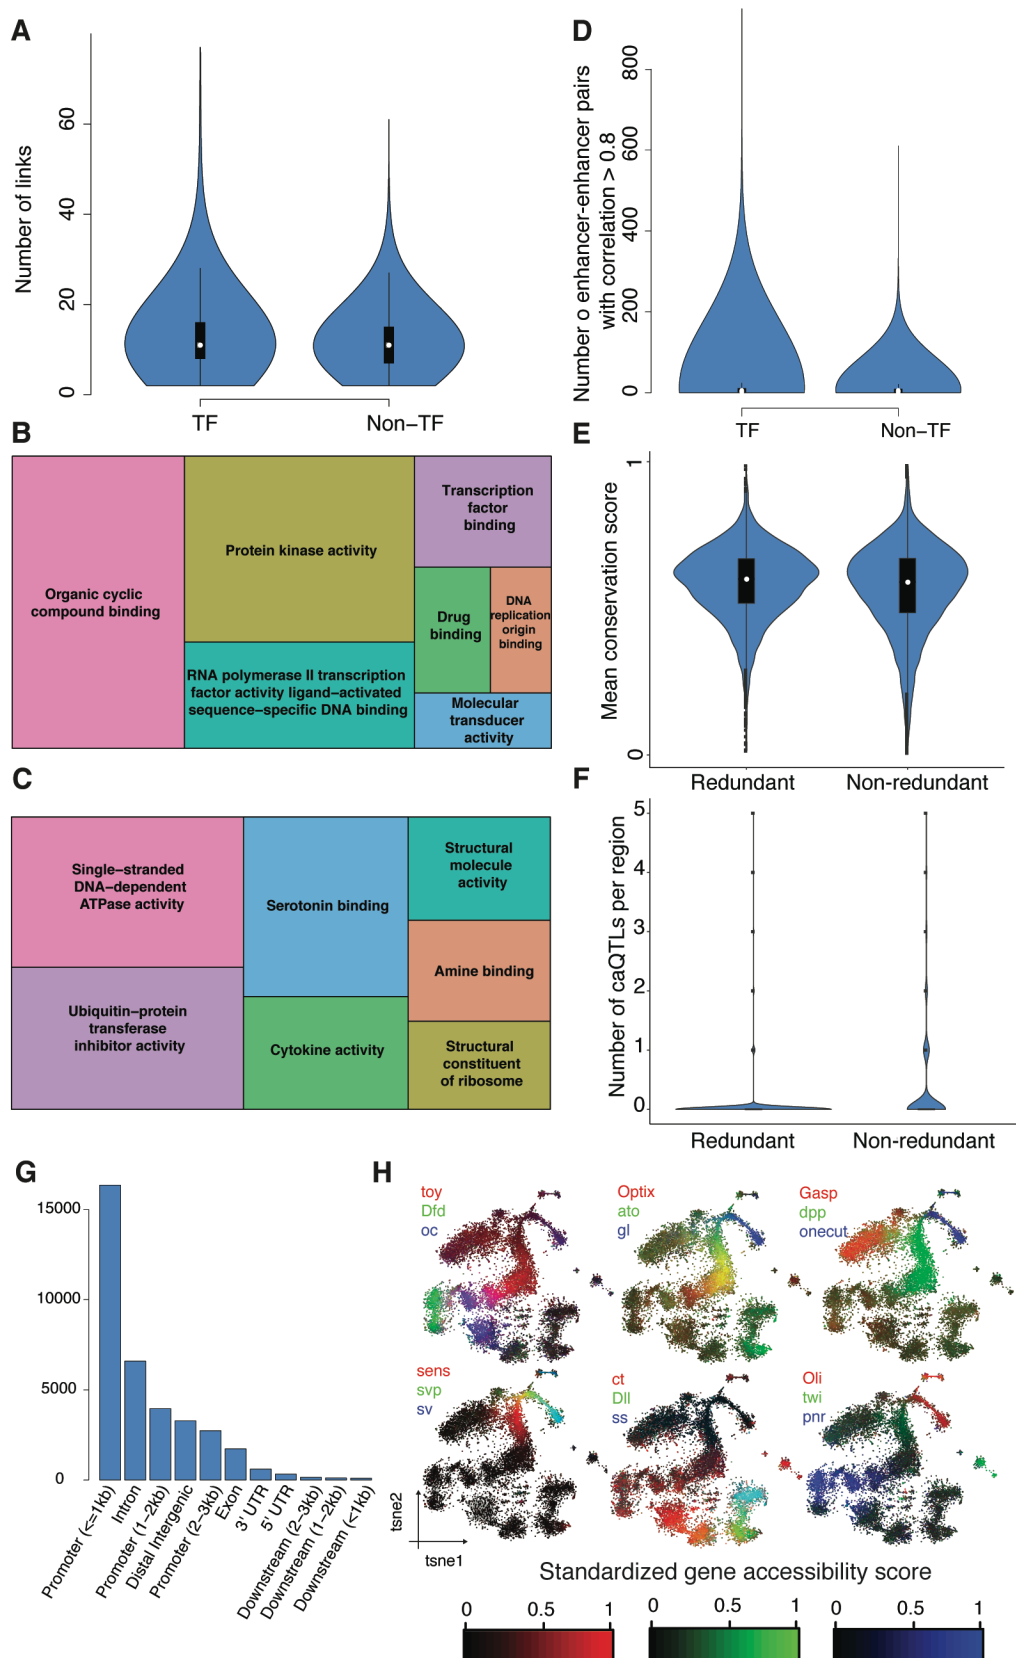 A
Number of links
0
20
40
60
TF
Non−TF
B
Organic cyclic
compound binding
Protein kinase activity
RNA polymerase II transcription
factor activity ligand−activated
sequence−specific DNA binding
Transcription
factor
binding
Drug
binding
DNA
replication
origin
binding
Molecular
transducer
activity
C
Single−stranded
DNA−dependent
ATPase activity
Ubiquitin−protein
transferase
inhibitor activity
Serotonin binding
Cytokine activity
Structural
molecule
activity
Amine binding
Structural
constituent
of ribosome
D
Number o enhancer-enhancer pairs
with correlation > 0.8
0
200
400
600
800
TF
Non−TF
E
Mean conservation score
0
1
Redundant
Non-redundant
F
Number of caQTLs per region
0
1
2
3
4
5
Redundant
Non-redundant
G
0
5000
10000
15000
Promoter (<=1kb)
Intron
Promoter (1−2kb)
Distal Intergenic
Promoter (2−3kb)
Exon
3' UTR
5' UTR
Downstream (2−3kb)
Downstream (1−2kb)
Downstream (<1kb)
H
toy
Dfd
oc
Optix
ato
gl
Gasp
dpp
onecut
sens
svp
sv
ct
Dll
ss
Oli
twi
pnr
tsne2
tsne1
Standardized gene accessibility score
0 0.5 1
0 0.5 1
0 0.5 1